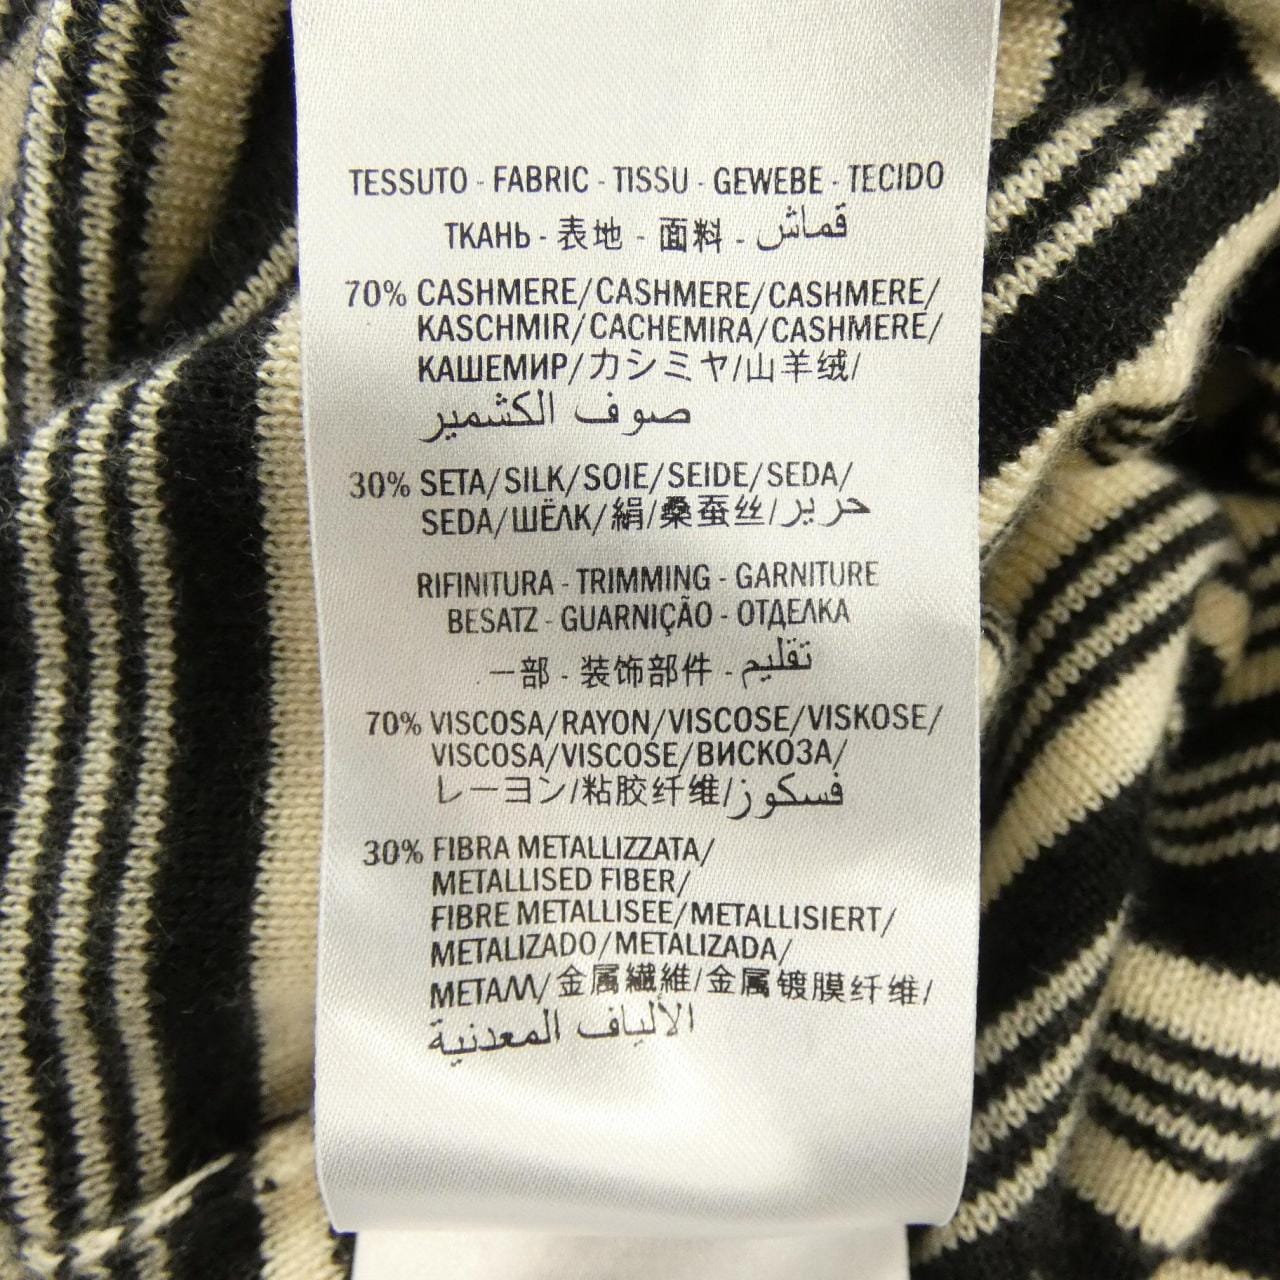 TESSUTO - FABRIC - TISSU - GEWEBE - TECIDO
ТКАНЬ - 表地 - 面料 - قماش
70% CASHMERE/CASHMERE/CASHMERE/
KASCHMIR/CACHEMIRA/CASHMERE/
КАШЕМИР/カシミヤ/山羊绒/
صوف الكشمير
30% SETA/SILK/SOIE/SEIDE/SEDA/
SEDA/ШЁЛК/絹/桑蚕丝/حرير
RIFINITURA - TRIMMING - GARNITURE
BESATZ - GUARNIÇÃO - ОТДЕЛКА
一部 - 装饰部件 - تقليم
70% VISCOSA/RAYON/VISCOSE/VISKOSE/
VISCOSA/VISCOSE/ВИСКОЗА/
レーヨン/粘胶纤维/فسكوز
30% FIBRA METALLIZZATA/
METALLISED FIBER/
FIBRE METALLISEE/METALLISIERT/
METALIZADO/METALIZADA/
МЕТАЛЛ/金属繊維/金属镀膜纤维/
الألياف المعدنية